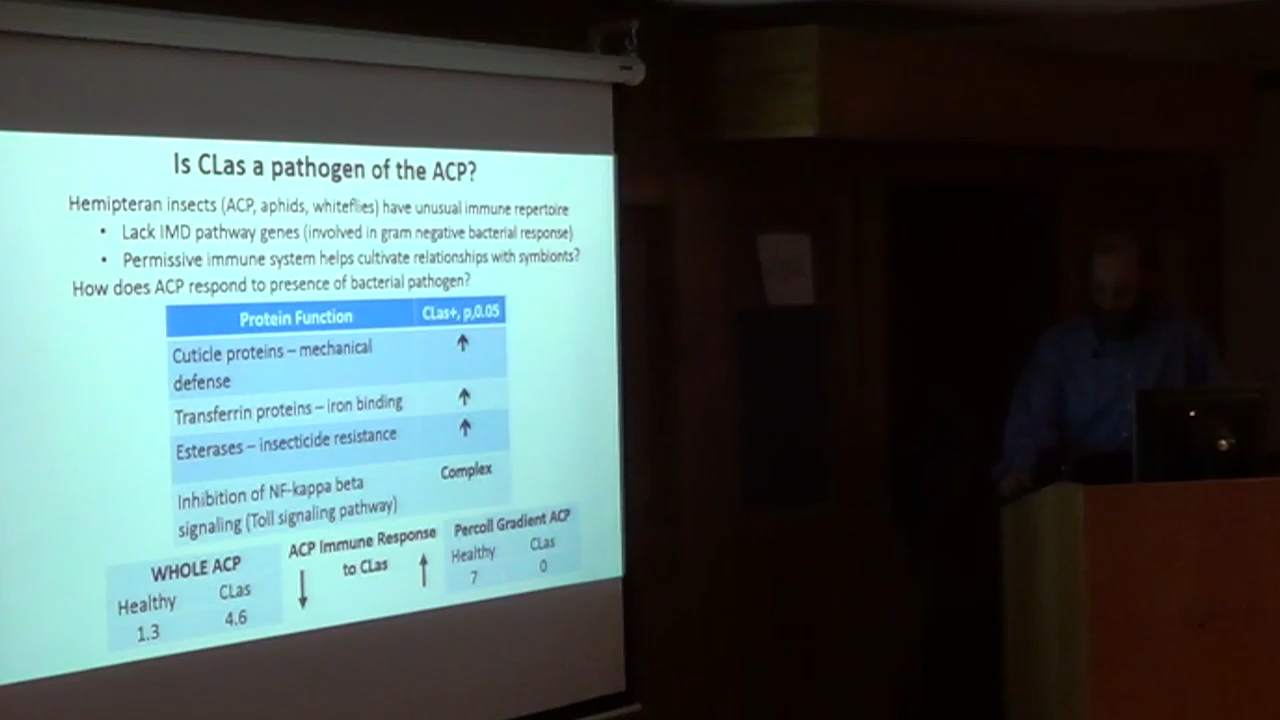 Is CLas a pathogen of the ACP?
Hemipteran insects (ACP, aphids, whiteflies) have unusual immune repertoire
• Lack IMD pathway genes (involved in gram negative bacterial response)
• Permissive immune system helps cultivate relationships with symbionts?
How does ACP respond to presence of bacterial pathogen?
Protein Function CLas+, p,0.05
Cuticle proteins – mechanical
defense ↑
Transferrin proteins – iron binding ↑
Esterases – insecticide resistance ↑
Inhibition of NF-kappa beta Complex
signaling (Toll signaling pathway)
WHOLE ACP
Healthy CLas
1.3 4.6
ACP Immune Response
↓ to CLas ↑
Percoll Gradient ACP
Healthy CLas
7 0